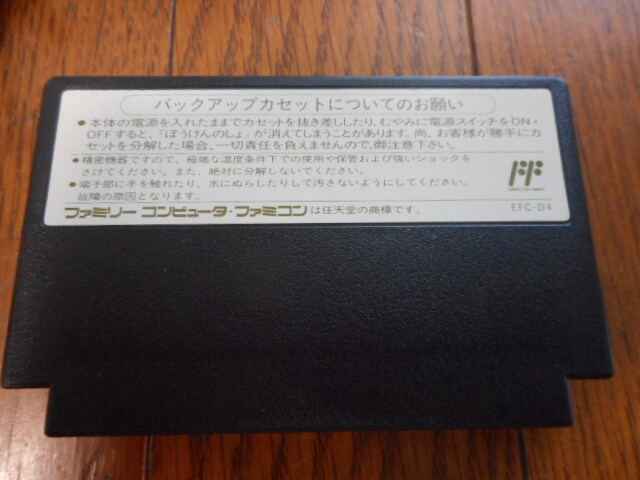 バックアップカセットについてのお願い
●本体の電源を入れたままでカセットを抜き差ししたり、むやみに電源スイッチをON・
OFFすると、「ぼうけんのしょ」が消えてしまうことがあります。尚、お客様が勝手にカ
セットを分解した場合、一切責任を負えませんので、御注意下さい。
●精密機器ですので、極端な温度条件下での使用や保管および強いショックを
さけてください。また、絶対に分解しないでください。
●端子部に手を触れたり、水にぬらしたりして汚さないようにしてください。
故障の原因となります。
ファミリーコンピュータ・ファミコンは任天堂の商標です。
EFC-D4